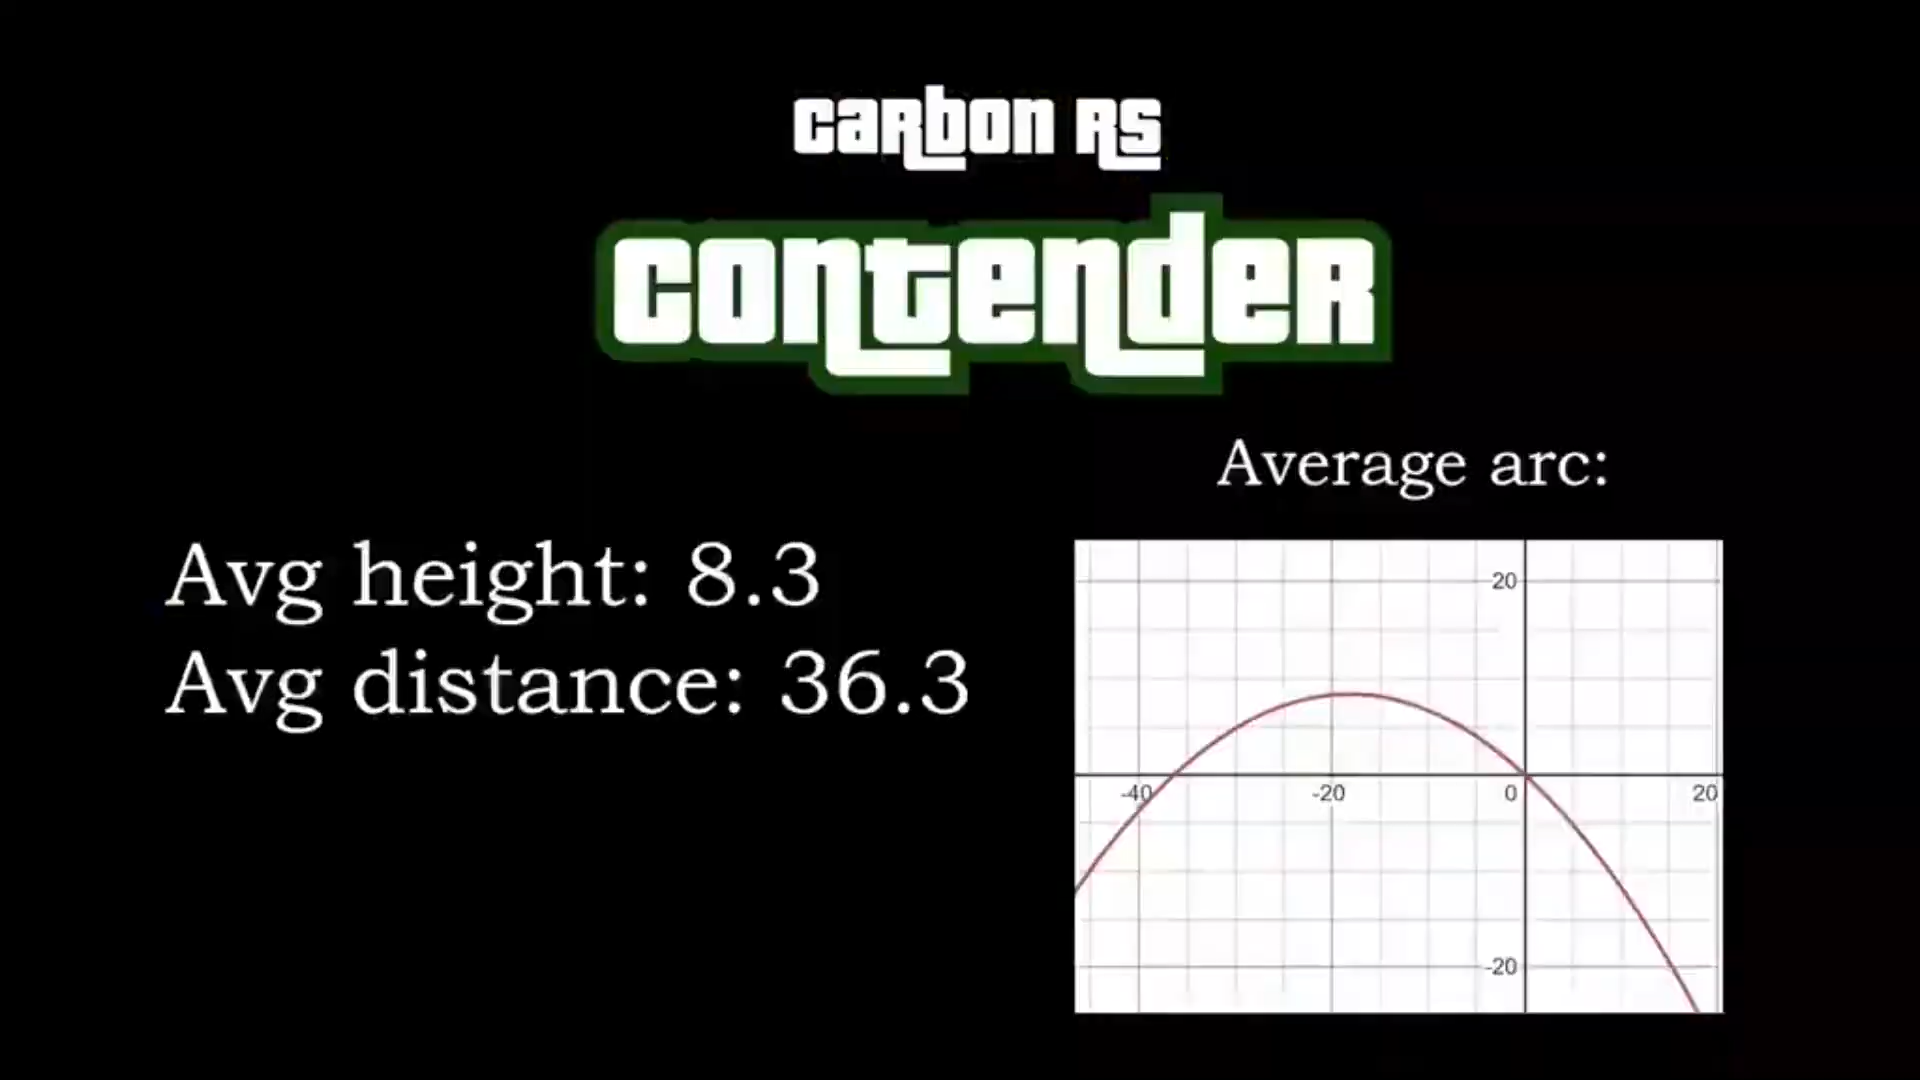 Carbon RS
Contender
Average arc:
Avg height: 8.3
Avg distance: 36.3
20
-40 -20 0 20
-20